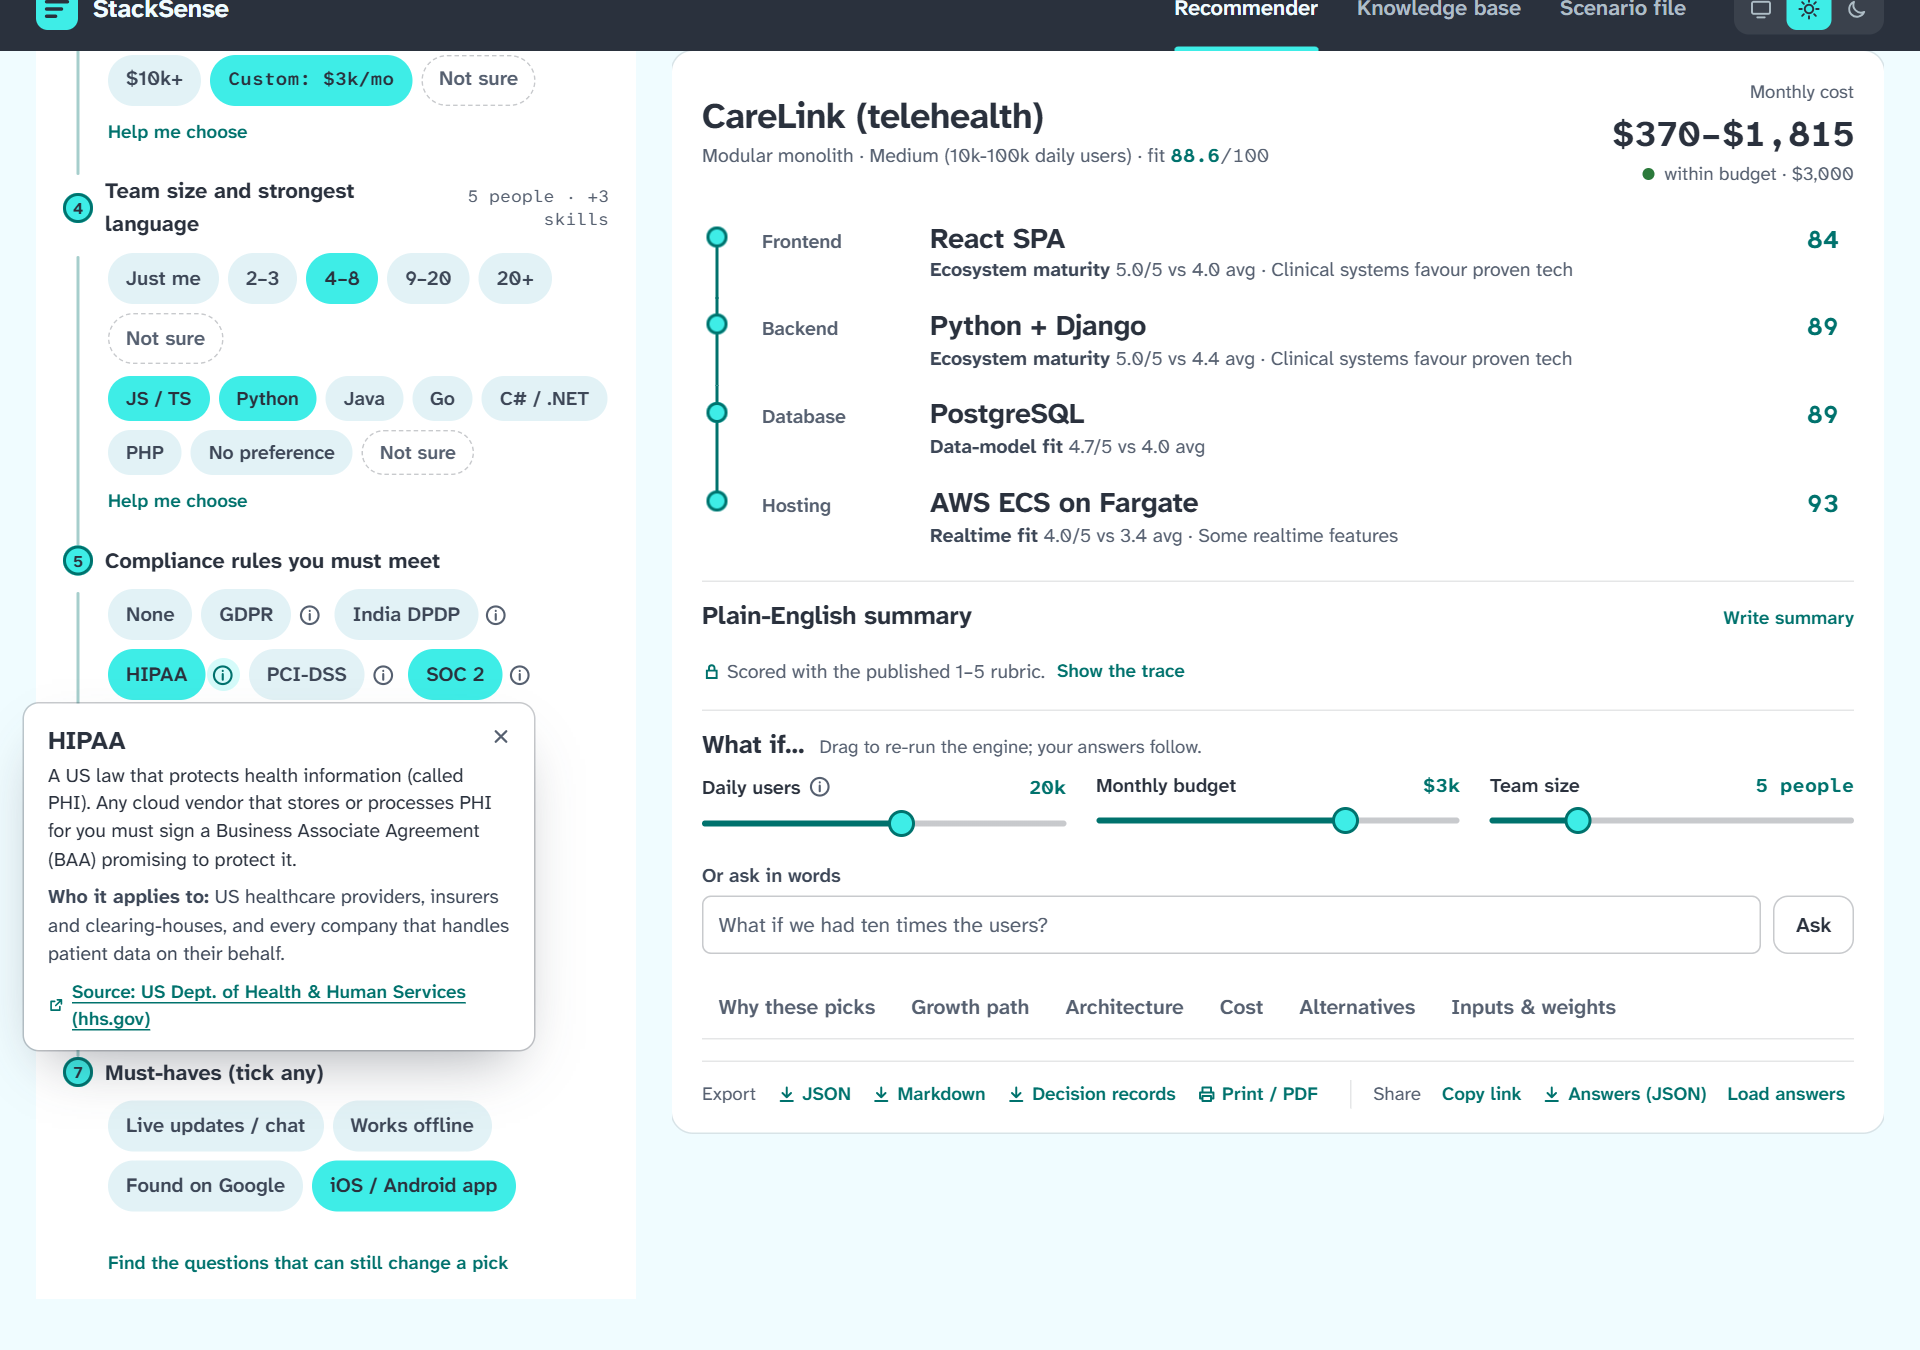 StackSense
Recommender
Knowledge base
Scenario file
$10k+
Custom: $3k/mo
Not sure
Help me choose
4
Team size and strongest
language
5 people · +3
skills
Just me
2–3
4–8
9–20
20+
Not sure
JS / TS
Python
Java
Go
C# / .NET
PHP
No preference
Not sure
Help me choose
5
Compliance rules you must meet
None
GDPR
India DPDP
HIPAA
PCI-DSS
SOC 2
HIPAA
A US law that protects health information (called
PHI). Any cloud vendor that stores or processes PHI
for you must sign a Business Associate Agreement
(BAA) promising to protect it.
Who it applies to: US healthcare providers, insurers
and clearing-houses, and every company that handles
patient data on their behalf.
Source: US Dept. of Health & Human Services
(hhs.gov)
7
Must-haves (tick any)
Live updates / chat
Works offline
Found on Google
iOS / Android app
Find the questions that can still change a pick
CareLink (telehealth)
Modular monolith · Medium (10k-100k daily users) · fit 88.6/100
Monthly cost
$370–$1,815
within budget · $3,000
Frontend
React SPA
84
Ecosystem maturity 5.0/5 vs 4.0 avg · Clinical systems favour proven tech
Backend
Python + Django
89
Ecosystem maturity 5.0/5 vs 4.4 avg · Clinical systems favour proven tech
Database
PostgreSQL
89
Data-model fit 4.7/5 vs 4.0 avg
Hosting
AWS ECS on Fargate
93
Realtime fit 4.0/5 vs 3.4 avg · Some realtime features
Plain-English summary
Write summary
Scored with the published 1–5 rubric. Show the trace
What if... Drag to re-run the engine; your answers follow.
Daily users
20k
Monthly budget
$3k
Team size
5 people
Or ask in words
What if we had ten times the users?
Ask
Why these picks
Growth path
Architecture
Cost
Alternatives
Inputs & weights
Export
JSON
Markdown
Decision records
Print / PDF
Share
Copy link
Answers (JSON)
Load answers